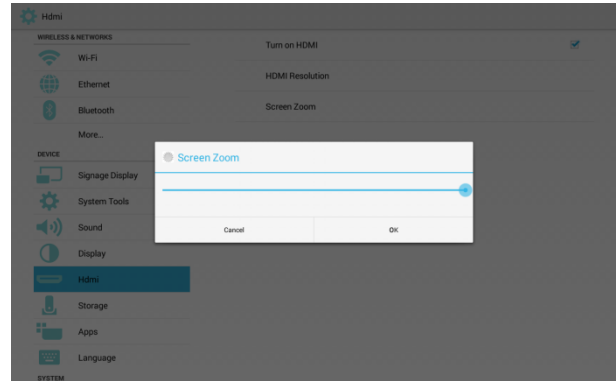 Hdmi
WIRELESS & NETWORKS
Wi-Fi
Ethernet
Bluetooth
More...
DEVICE
Signage Display
System Tools
Sound
Display
Hdmi
Storage
Apps
Language
SYSTEM
Turn on HDMI
HDMI Resolution
Screen Zoom
Screen Zoom
Cancel
OK